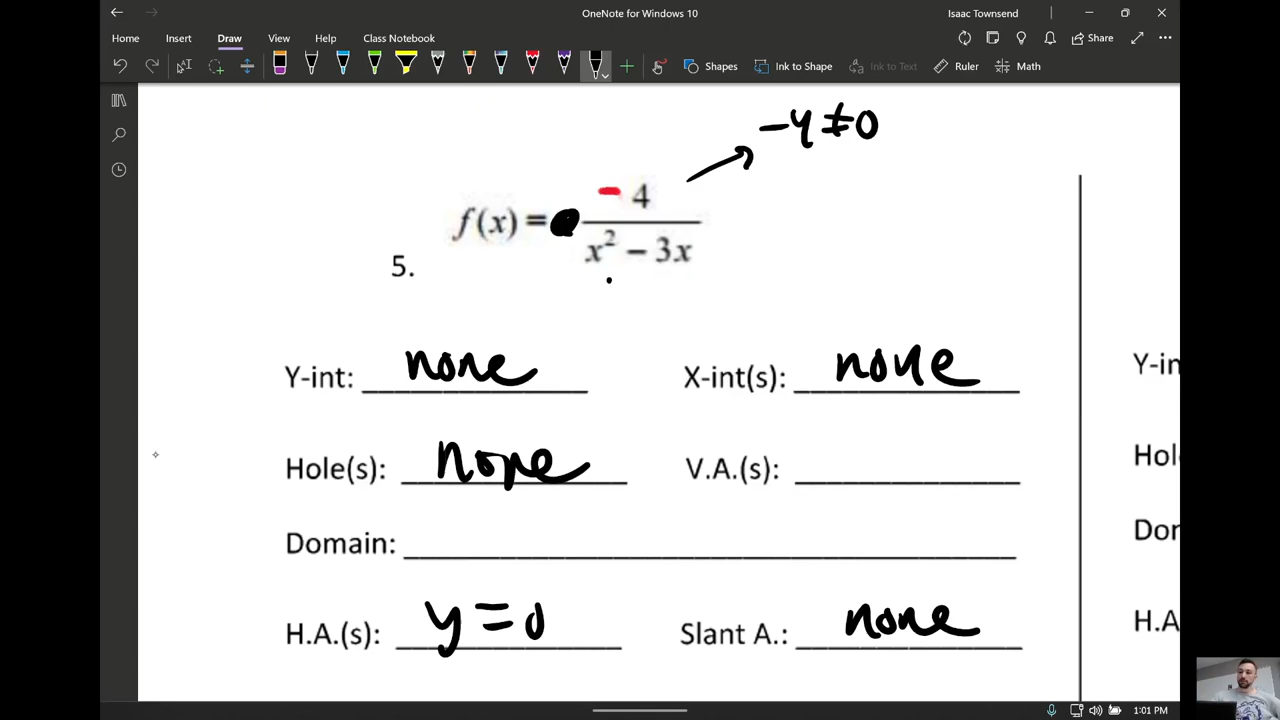 OneNote for Windows 10
Isaac Townsend
Home Insert Draw View Help Class Notebook
Share
Shapes Ink to Shape Ink to Text Ruler Math
-4≠0
f(x) = -4 / (x² − 3x)
5.
Y-int: none X-int(s): none Y-in
Hole(s): none V.A.(s): Hol
Domain: Dor
H.A.(s): y=0 Slant A.: none H.A
1:01 PM